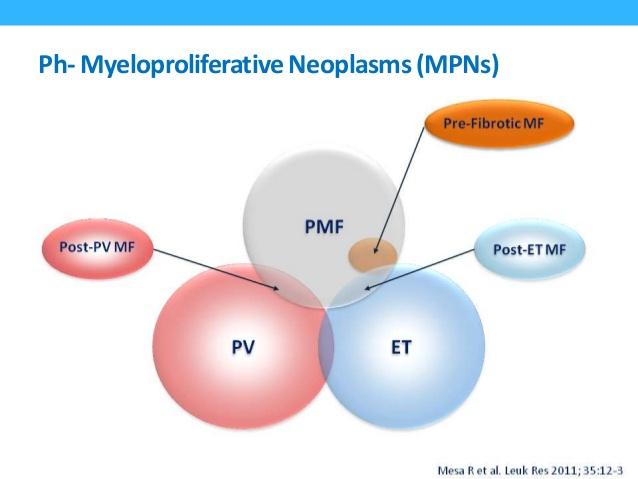 Ph- Myeloproliferative Neoplasms (MPNs)
Pre-Fibrotic MF
PMF
Post-PV MF
Post-ET MF
PV
ET
Mesa R et al. Leuk Res 2011; 35:12-3